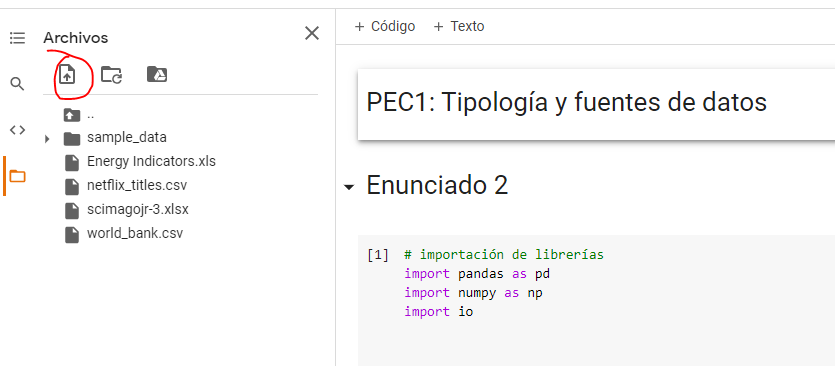 Archivos
..
sample_data
Energy Indicators.xls
netflix_titles.csv
scimagojr-3.xlsx
world_bank.csv
+ Código + Texto
PEC1: Tipología y fuentes de datos
Enunciado 2
[1] # importación de librerías
import pandas as pd
import numpy as np
import io